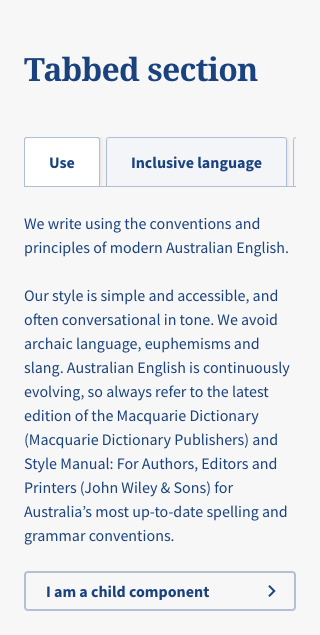 Tabbed section
Use
Inclusive language
We write using the conventions and
principles of modern Australian English.
Our style is simple and accessible, and
often conversational in tone. We avoid
archaic language, euphemisms and
slang. Australian English is continuously
evolving, so always refer to the latest
edition of the Macquarie Dictionary
(Macquarie Dictionary Publishers) and
Style Manual: For Authors, Editors and
Printers (John Wiley & Sons) for
Australia’s most up-to-date spelling and
grammar conventions.
I am a child component